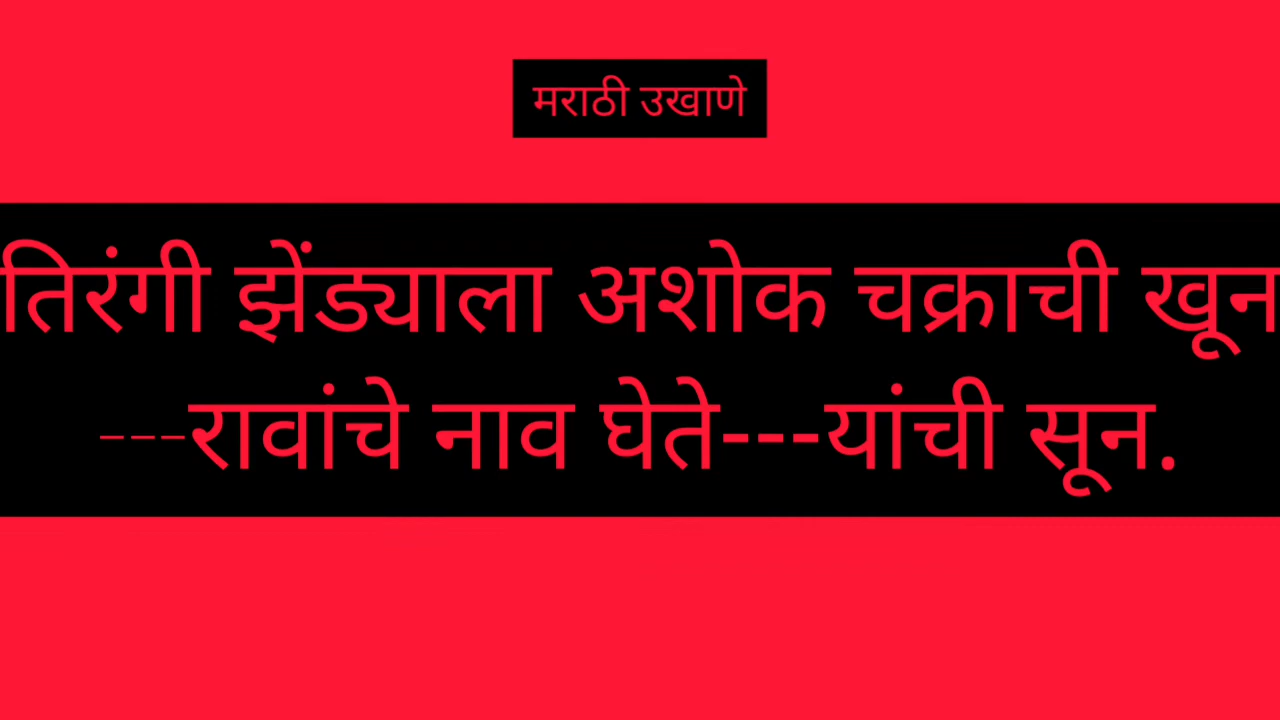 मराठी उखाणे
तिरंगी झेंड्याला अशोक चक्राची खून
---रावांचे नाव घेते---यांची सून.